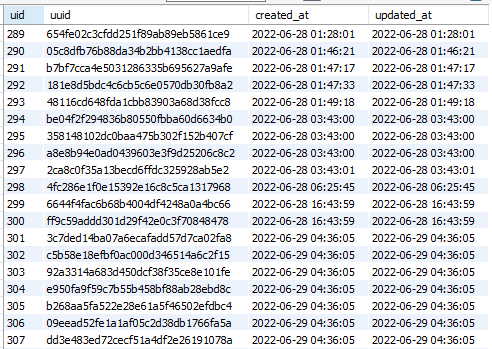 uid uuid created_at updated_at
289 654fe02c3cfdd251f89ab89eb5861ce9 2022-06-28 01:28:01 2022-06-28 01:28:01
290 05c8dfb76b88da34b2bb4138cc1aedfa 2022-06-28 01:46:21 2022-06-28 01:46:21
291 b7bf7cca4e5031286335b695627a9afe 2022-06-28 01:47:17 2022-06-28 01:47:17
292 181e8d5bdc4c6cb5c6e0570db30fb8a2 2022-06-28 01:47:33 2022-06-28 01:47:33
293 48116cd648fda1cbb83903a68d38fcc8 2022-06-28 01:49:18 2022-06-28 01:49:18
294 be04f2f294836b80550fbba60d6634b0 2022-06-28 03:43:00 2022-06-28 03:43:00
295 358148102dc0baa475b302f152b407cf 2022-06-28 03:43:00 2022-06-28 03:43:00
296 a8e8b94e0ad0439603e3f9d25206c8c2 2022-06-28 03:43:00 2022-06-28 03:43:00
297 2ca8c0f35a13becd6ffdc325928ab5e2 2022-06-28 03:43:01 2022-06-28 03:43:01
298 4fc286e1f0e15392e16c8c5ca1317968 2022-06-28 06:25:45 2022-06-28 06:25:45
299 6644f4fac6b68b4004df4248a0a4bc66 2022-06-28 16:43:59 2022-06-28 16:43:59
300 ff9c59addd301d29f42e0c3f70848478 2022-06-28 16:43:59 2022-06-28 16:43:59
301 3c7ded14ba07a6ecafadd57d7ca02fa8 2022-06-29 04:36:05 2022-06-29 04:36:05
302 c5b58e18efbf0ac000d346514a6c2f15 2022-06-29 04:36:05 2022-06-29 04:36:05
303 92a3314a683d450dcf38f35ce8e101fe 2022-06-29 04:36:05 2022-06-29 04:36:05
304 e950fa9f59c7b55b458bf88ab28ebd8c 2022-06-29 04:36:05 2022-06-29 04:36:05
305 b268aa5fa522e28e61a5f46502efdbc4 2022-06-29 04:36:05 2022-06-29 04:36:05
306 09eead52fe1a1af05c2d38db1766fa5a 2022-06-29 04:36:05 2022-06-29 04:36:05
307 dd3e483ed72cecf51a4df2e26191078a 2022-06-29 04:36:05 2022-06-29 04:36:05